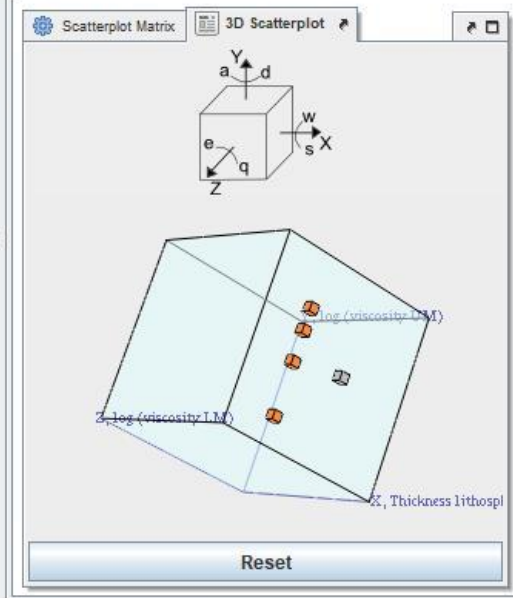 Scatterplot Matrix
3D Scatterplot
Y
a d
w
X
s
e
q
Z
Y, log (viscosity UM)
Z, log (viscosity LM)
X, Thickness lithospl
Reset